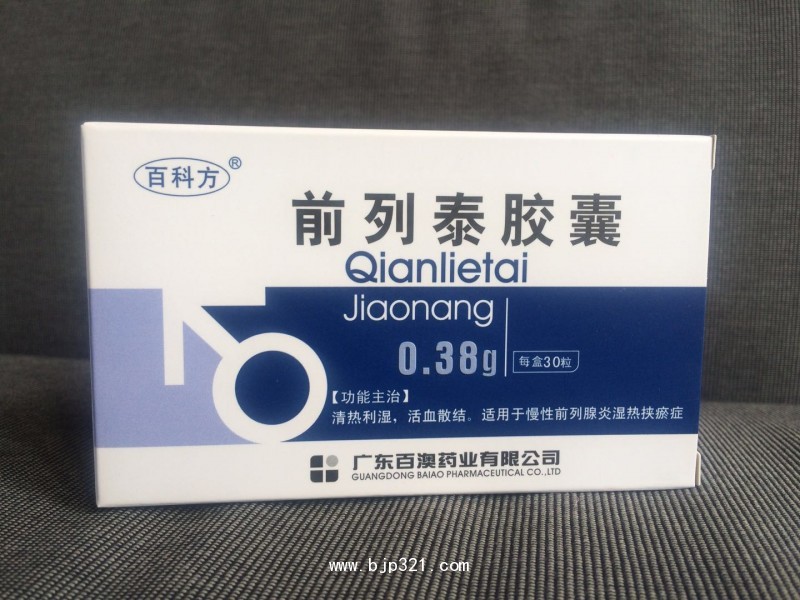 百科方®
前列泰胶囊
Qianlietai
Jiaonang
0.38g 每盒30粒
【功能主治】
清热利湿，活血散结。适用于慢性前列腺炎湿热挟瘀症
广东百澳药业有限公司
GUANGDONG BAIAO PHARMACEUTICAL CO.,LTD
www.bjp321.com